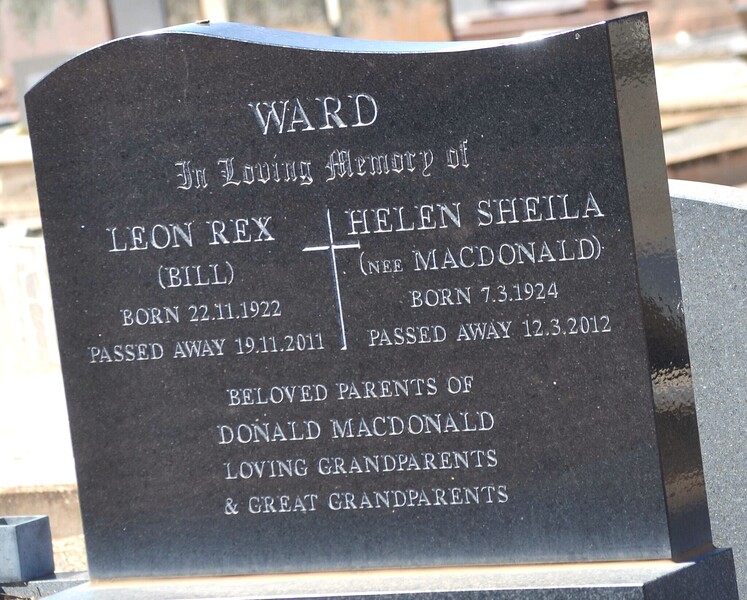 WARD
In Loving Memory of
LEON REX
(BILL)
BORN 22.11.1922
PASSED AWAY 19.11.2011
HELEN SHEILA
(NEE MACDONALD)
BORN 7.3.1924
PASSED AWAY 12.3.2012
BELOVED PARENTS OF
DONALD MACDONALD
LOVING GRANDPARENTS
& GREAT GRANDPARENTS